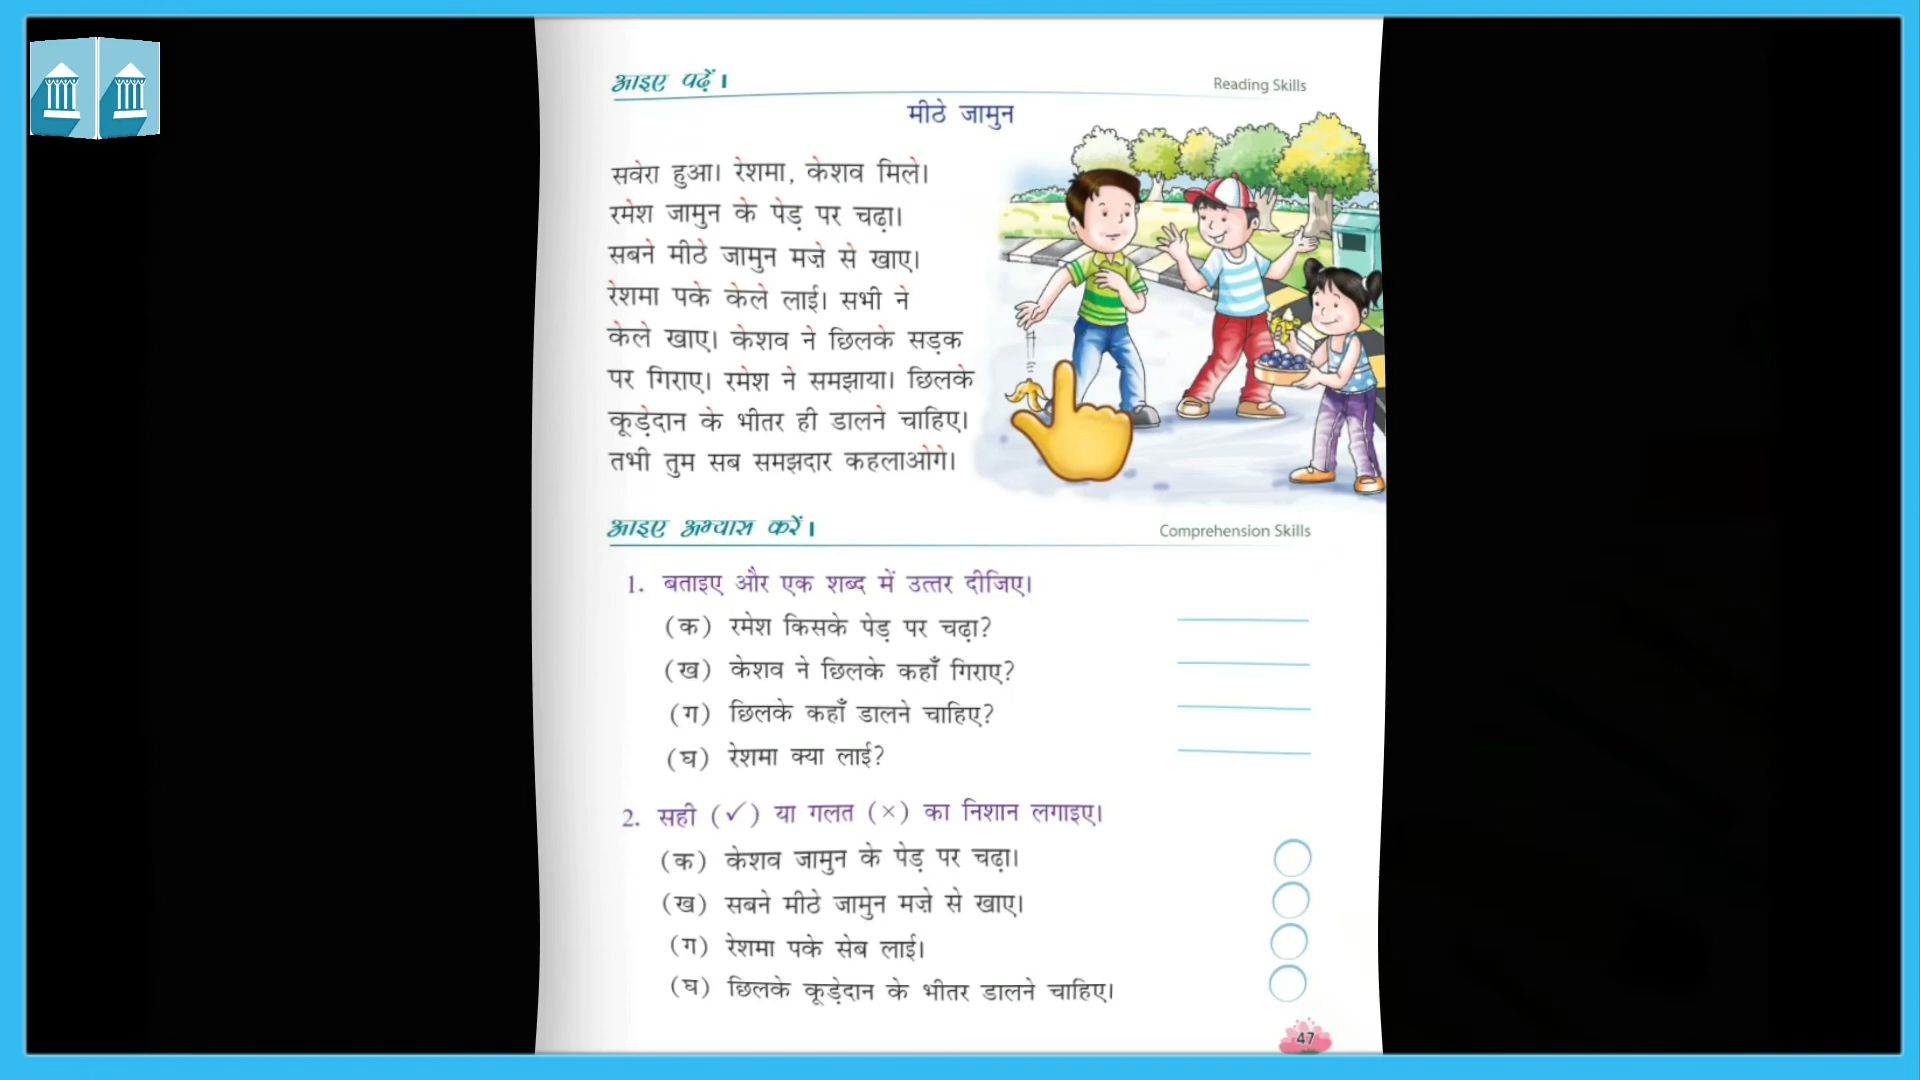 आइए पढ़ें।
Reading Skills
मीठे जामुन
सवेरा हुआ। रेशमा, केशव मिले।
रमेश जामुन के पेड़ पर चढ़ा।
सबने मीठे जामुन मज़े से खाए।
रेशमा पके केले लाई। सभी ने
केले खाए। केशव ने छिलके सड़क
पर गिराए। रमेश ने समझाया। छिलके
कूड़ेदान के भीतर ही डालने चाहिए।
तभी तुम सब समझदार कहलाओगे।
आइए अभ्यास करें।
Comprehension Skills
1. बताइए और एक शब्द में उत्तर दीजिए।
(क) रमेश किसके पेड़ पर चढ़ा?
(ख) केशव ने छिलके कहाँ गिराए?
(ग) छिलके कहाँ डालने चाहिए?
(घ) रेशमा क्या लाई?
2. सही (✓) या गलत (×) का निशान लगाइए।
(क) केशव जामुन के पेड़ पर चढ़ा।
(ख) सबने मीठे जामुन मज़े से खाए।
(ग) रेशमा पके सेब लाई।
(घ) छिलके कूड़ेदान के भीतर डालने चाहिए।
47